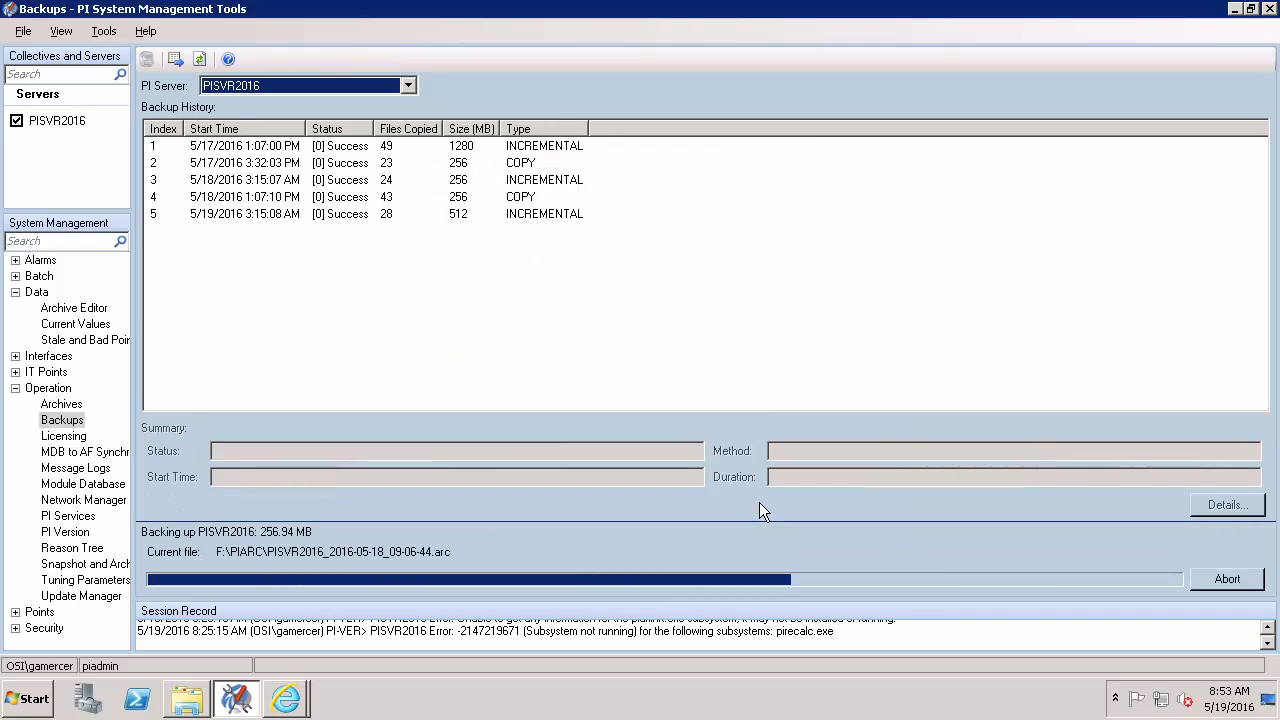 Backups - PI System Management Tools
File View Tools Help
Collectives and Servers
Search
Servers
PISVR2016
System Management
Search
Alarms
Batch
Data
Archive Editor
Current Values
Stale and Bad Poin
Interfaces
IT Points
Operation
Archives
Backups
Licensing
MDB to AF Synchr
Message Logs
Module Database
Network Manager
PI Services
PI Version
Reason Tree
Snapshot and Arch
Tuning Parameters
Update Manager
Points
Security
PI Server: PISVR2016
Backup History:
Index Start Time Status Files Copied Size (MB) Type
1 5/17/2016 1:07:00 PM [0] Success 49 1280 INCREMENTAL
2 5/17/2016 3:32:03 PM [0] Success 23 256 COPY
3 5/18/2016 3:15:07 AM [0] Success 24 256 INCREMENTAL
4 5/18/2016 1:07:10 PM [0] Success 43 256 COPY
5 5/19/2016 3:15:08 AM [0] Success 28 512 INCREMENTAL
Summary:
Status: Method:
Start Time: Duration:
Details...
Backing up PISVR2016: 256.94 MB
Current file: F:\PIARC\PISVR2016_2016-05-18_09-06-44.arc
Abort
Session Record
5/19/2016 8:25:15 AM (OSI\gamercer) PI-VER> PISVR2016 Error: -2147219671 (Subsystem not running) for the following subsystems: pirecalc.exe
OSI\gamercer piadmin
Start
8:53 AM
5/19/2016